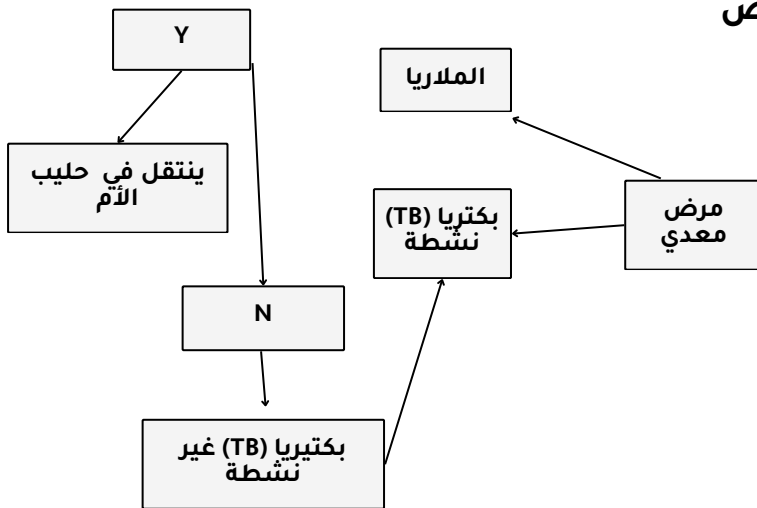 Y
الملاريا
ينتقل في حليب
الأم
مرض
معدي
بكتريا (TB)
نشطة
N
بكتيريا (TB) غير
نشطة